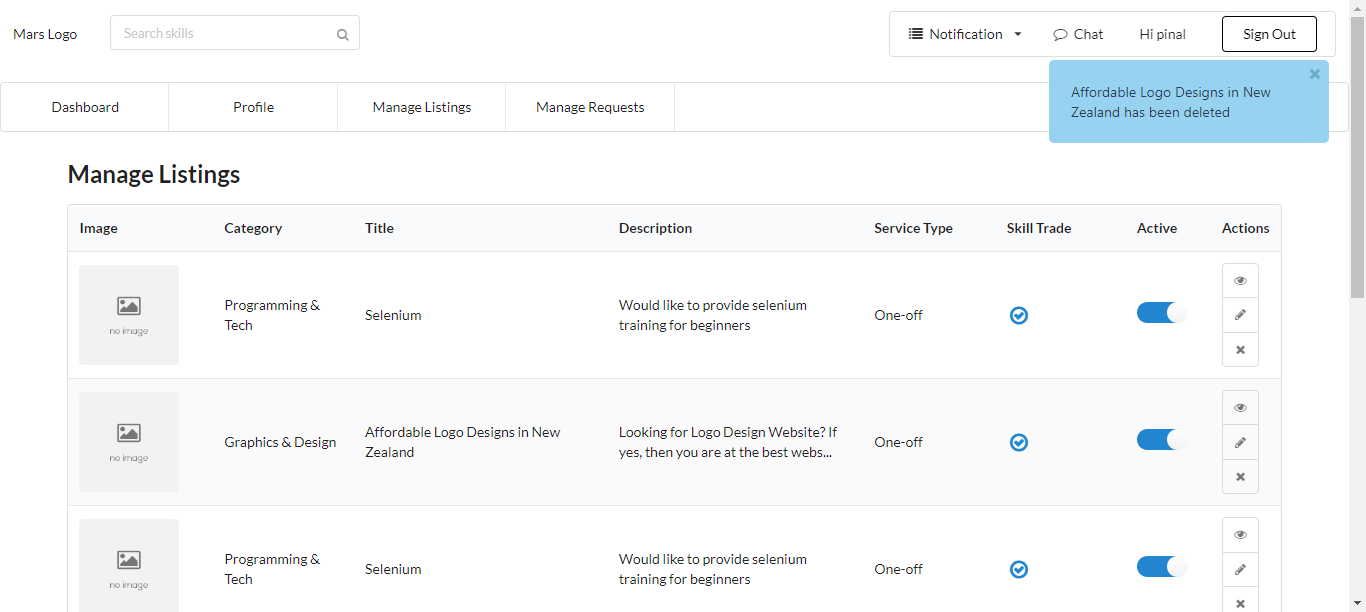 Mars Logo
Search skills
Notification
Chat
Hi pinal
Sign Out
Affordable Logo Designs in New
Zealand has been deleted
Dashboard
Profile
Manage Listings
Manage Requests
Manage Listings
Image
Category
Title
Description
Service Type
Skill Trade
Active
Actions
no image
Programming &
Tech
Selenium
Would like to provide selenium
training for beginners
One-off
no image
Graphics & Design
Affordable Logo Designs in New
Zealand
Looking for Logo Design Website? If
yes, then you are at the best webs...
One-off
no image
Programming &
Tech
Selenium
Would like to provide selenium
training for beginners
One-off